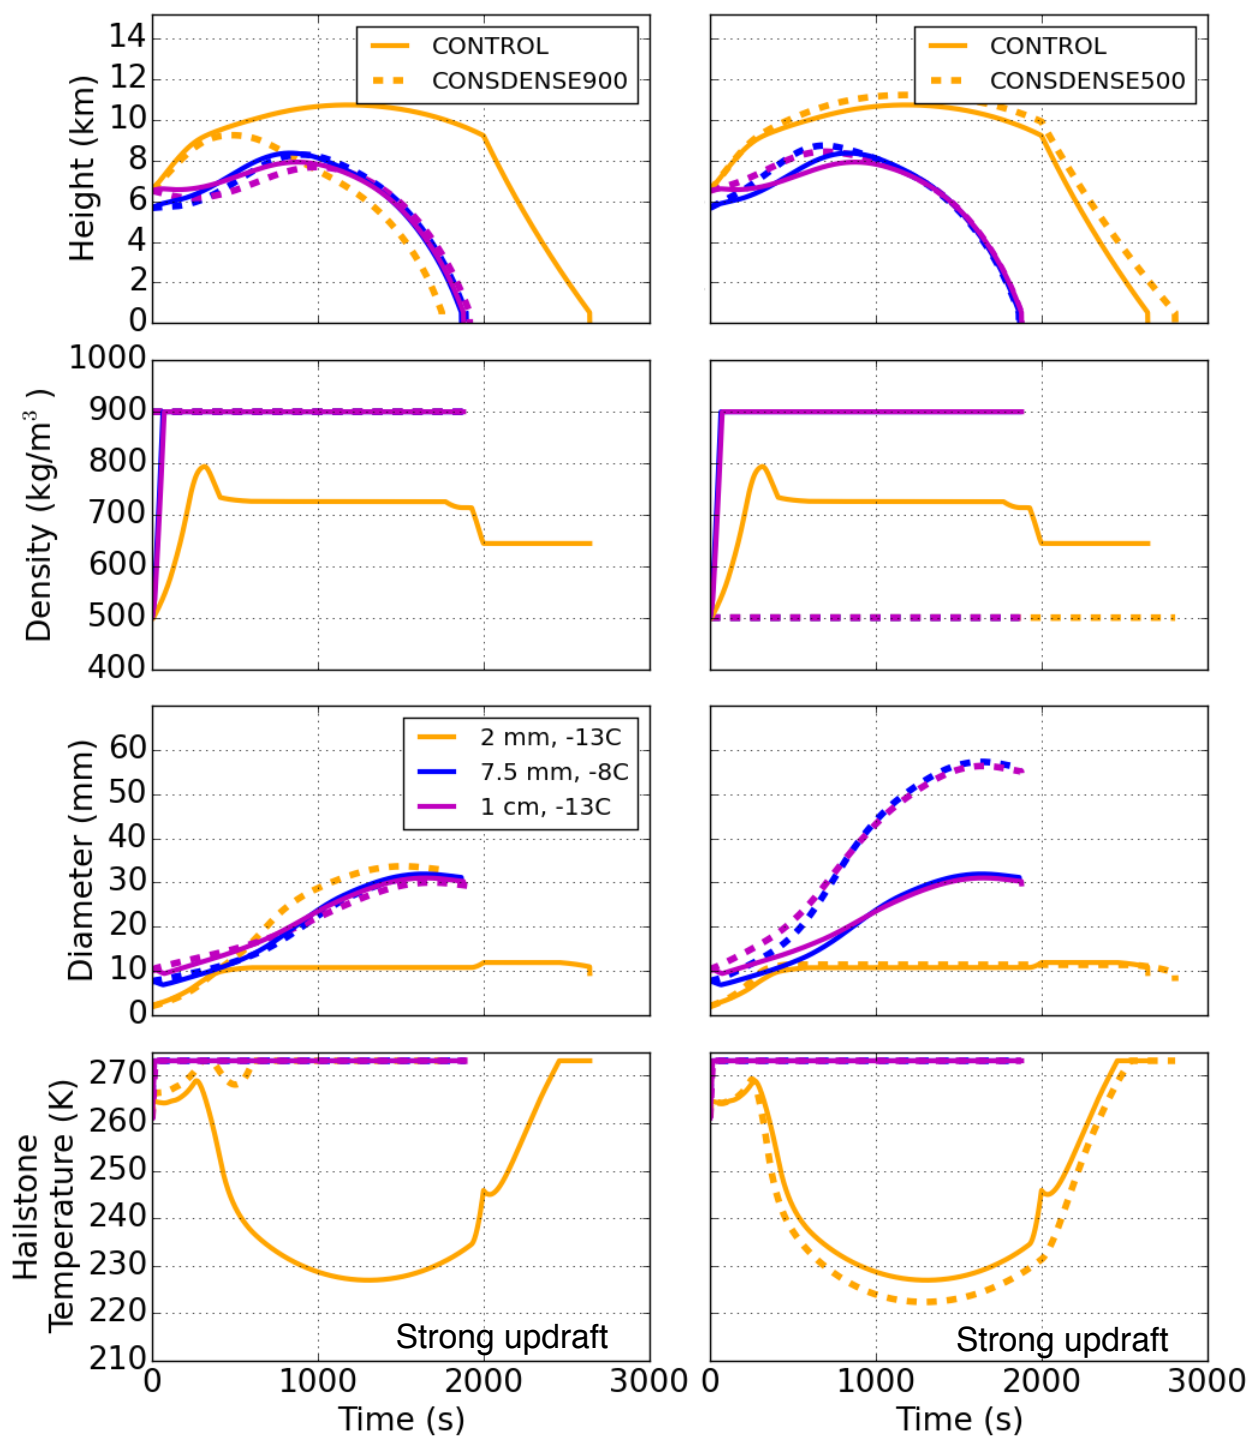 14
12
10
8
6
4
2
0
Height (km)
CONTROL
CONSDENSE900
CONTROL
CONSDENSE500
1000
900
800
700
600
500
400
Density (kg/m³ )
60
50
40
30
20
10
0
Diameter (mm)
2 mm, -13C
7.5 mm, -8C
1 cm, -13C
270
260
250
240
230
220
210
Hailstone
Temperature (K)
Strong updraft
Strong updraft
0 1000 2000 3000
0 1000 2000 3000
Time (s)
Time (s)